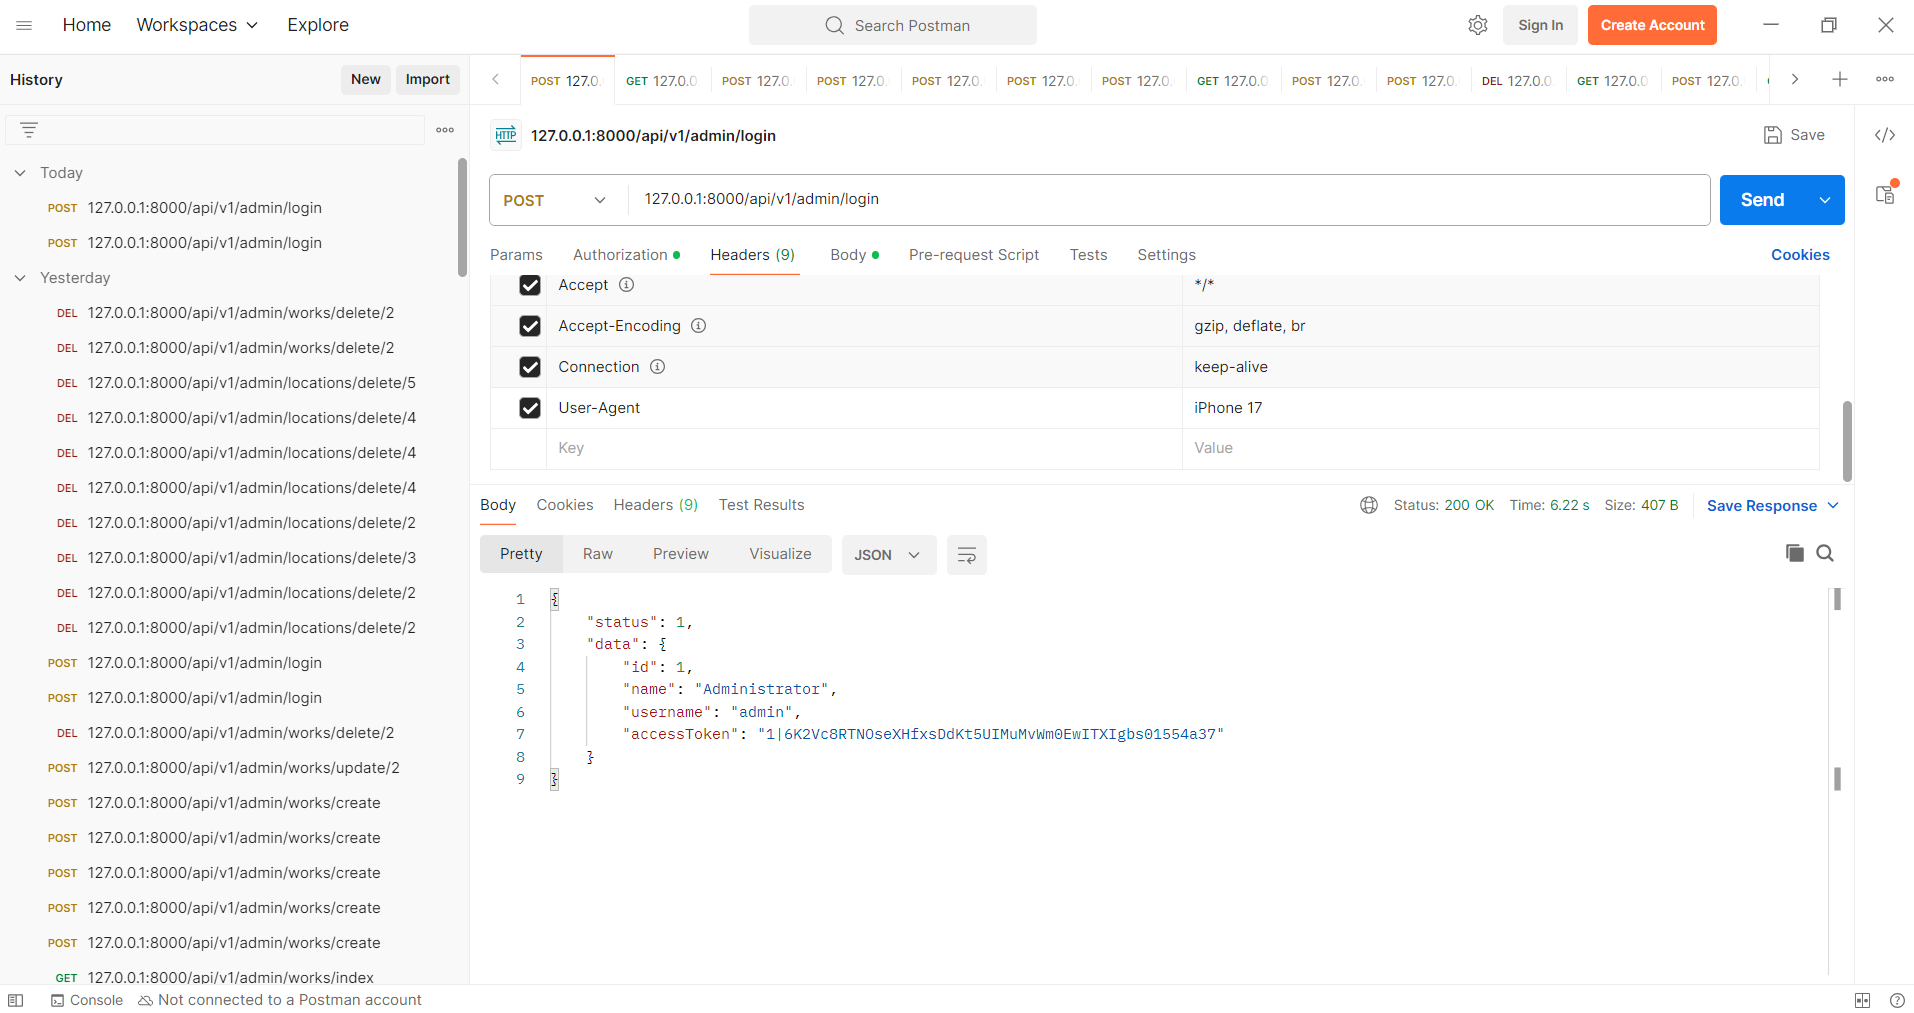 Home Workspaces Explore Search Postman Sign In Create Account
History New Import
POST 127.0. GET 127.0.0 POST 127.0. POST 127.0. POST 127.0. POST 127.0. POST 127.0. GET 127.0.0 POST 127.0. POST 127.0. DEL 127.0.0. GET 127.0.0 POST 127.0.
HTTP 127.0.0.1:8000/api/v1/admin/login Save
POST 127.0.0.1:8000/api/v1/admin/login Send
Params Authorization Headers (9) Body Pre-request Script Tests Settings Cookies
Accept */*
Accept-Encoding gzip, deflate, br
Connection keep-alive
User-Agent iPhone 17
Key Value
Today
POST 127.0.0.1:8000/api/v1/admin/login
POST 127.0.0.1:8000/api/v1/admin/login
Yesterday
DEL 127.0.0.1:8000/api/v1/admin/works/delete/2
DEL 127.0.0.1:8000/api/v1/admin/works/delete/2
DEL 127.0.0.1:8000/api/v1/admin/locations/delete/5
DEL 127.0.0.1:8000/api/v1/admin/locations/delete/4
DEL 127.0.0.1:8000/api/v1/admin/locations/delete/4
DEL 127.0.0.1:8000/api/v1/admin/locations/delete/4
DEL 127.0.0.1:8000/api/v1/admin/locations/delete/2
DEL 127.0.0.1:8000/api/v1/admin/locations/delete/3
DEL 127.0.0.1:8000/api/v1/admin/locations/delete/2
DEL 127.0.0.1:8000/api/v1/admin/locations/delete/2
POST 127.0.0.1:8000/api/v1/admin/login
POST 127.0.0.1:8000/api/v1/admin/login
DEL 127.0.0.1:8000/api/v1/admin/works/delete/2
POST 127.0.0.1:8000/api/v1/admin/works/update/2
POST 127.0.0.1:8000/api/v1/admin/works/create
POST 127.0.0.1:8000/api/v1/admin/works/create
POST 127.0.0.1:8000/api/v1/admin/works/create
POST 127.0.0.1:8000/api/v1/admin/works/create
POST 127.0.0.1:8000/api/v1/admin/works/create
GET 127.0.0.1:8000/api/v1/admin/works/index
Body Cookies Headers (9) Test Results Status: 200 OK Time: 6.22 s Size: 407 B Save Response
Pretty Raw Preview Visualize JSON
1 {
2 "status": 1,
3 "data": {
4 "id": 1,
5 "name": "Administrator",
6 "username": "admin",
7 "accessToken": "1|6K2Vc8RTNOseXHfxsDdKt5UIMuMvWm0EwITXIgbs01554a37"
8 }
9 }
Console Not connected to a Postman account